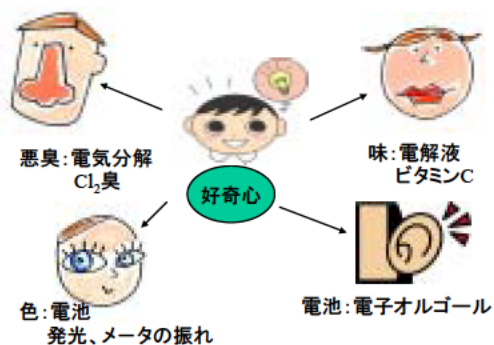 悪臭:電気分解
Cl₂臭
味:電解液
ビタミンC
好奇心
色:電池
発光、メータの振れ
電池:電子オルゴール